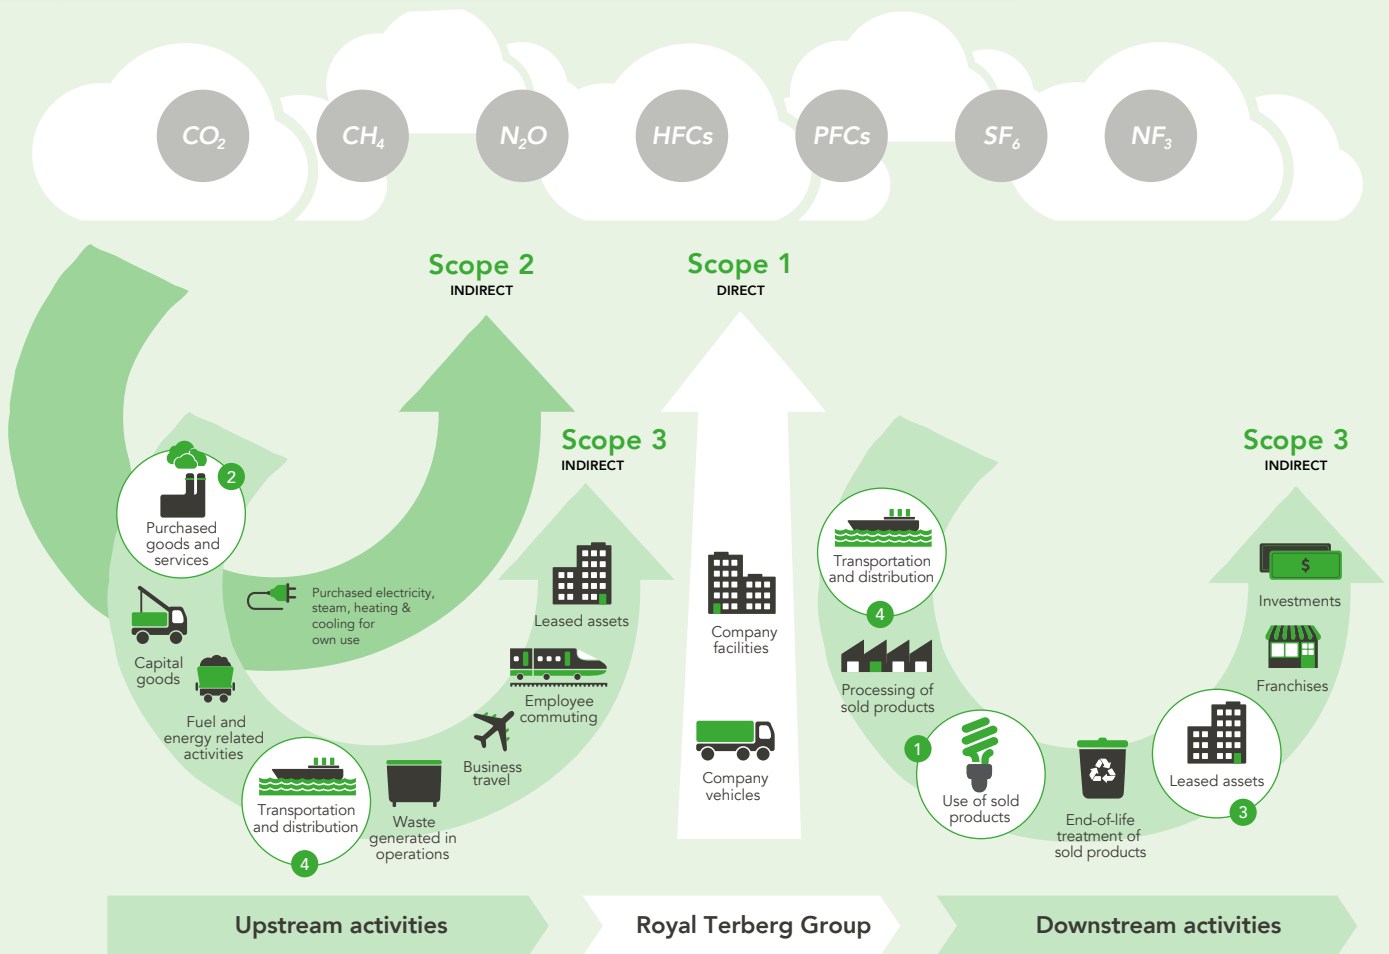 CO2
CH4
N2O
HFCs
PFCs
SF6
NF3
Scope 2
INDIRECT
Scope 1
DIRECT
Scope 3
INDIRECT
Scope 3
INDIRECT
2
Purchased
goods and
services
Purchased electricity,
steam, heating &
cooling for
own use
Capital
goods
Fuel and
energy related
activities
Transportation
and distribution
4
Waste
generated in
operations
Business
travel
Employee
commuting
Leased assets
Company
facilities
Company
vehicles
Transportation
and distribution
4
Processing of
sold products
1
Use of sold
products
End-of-life
treatment of
sold products
Leased assets
3
Franchises
$
Investments
Upstream activities
Royal Terberg Group
Downstream activities